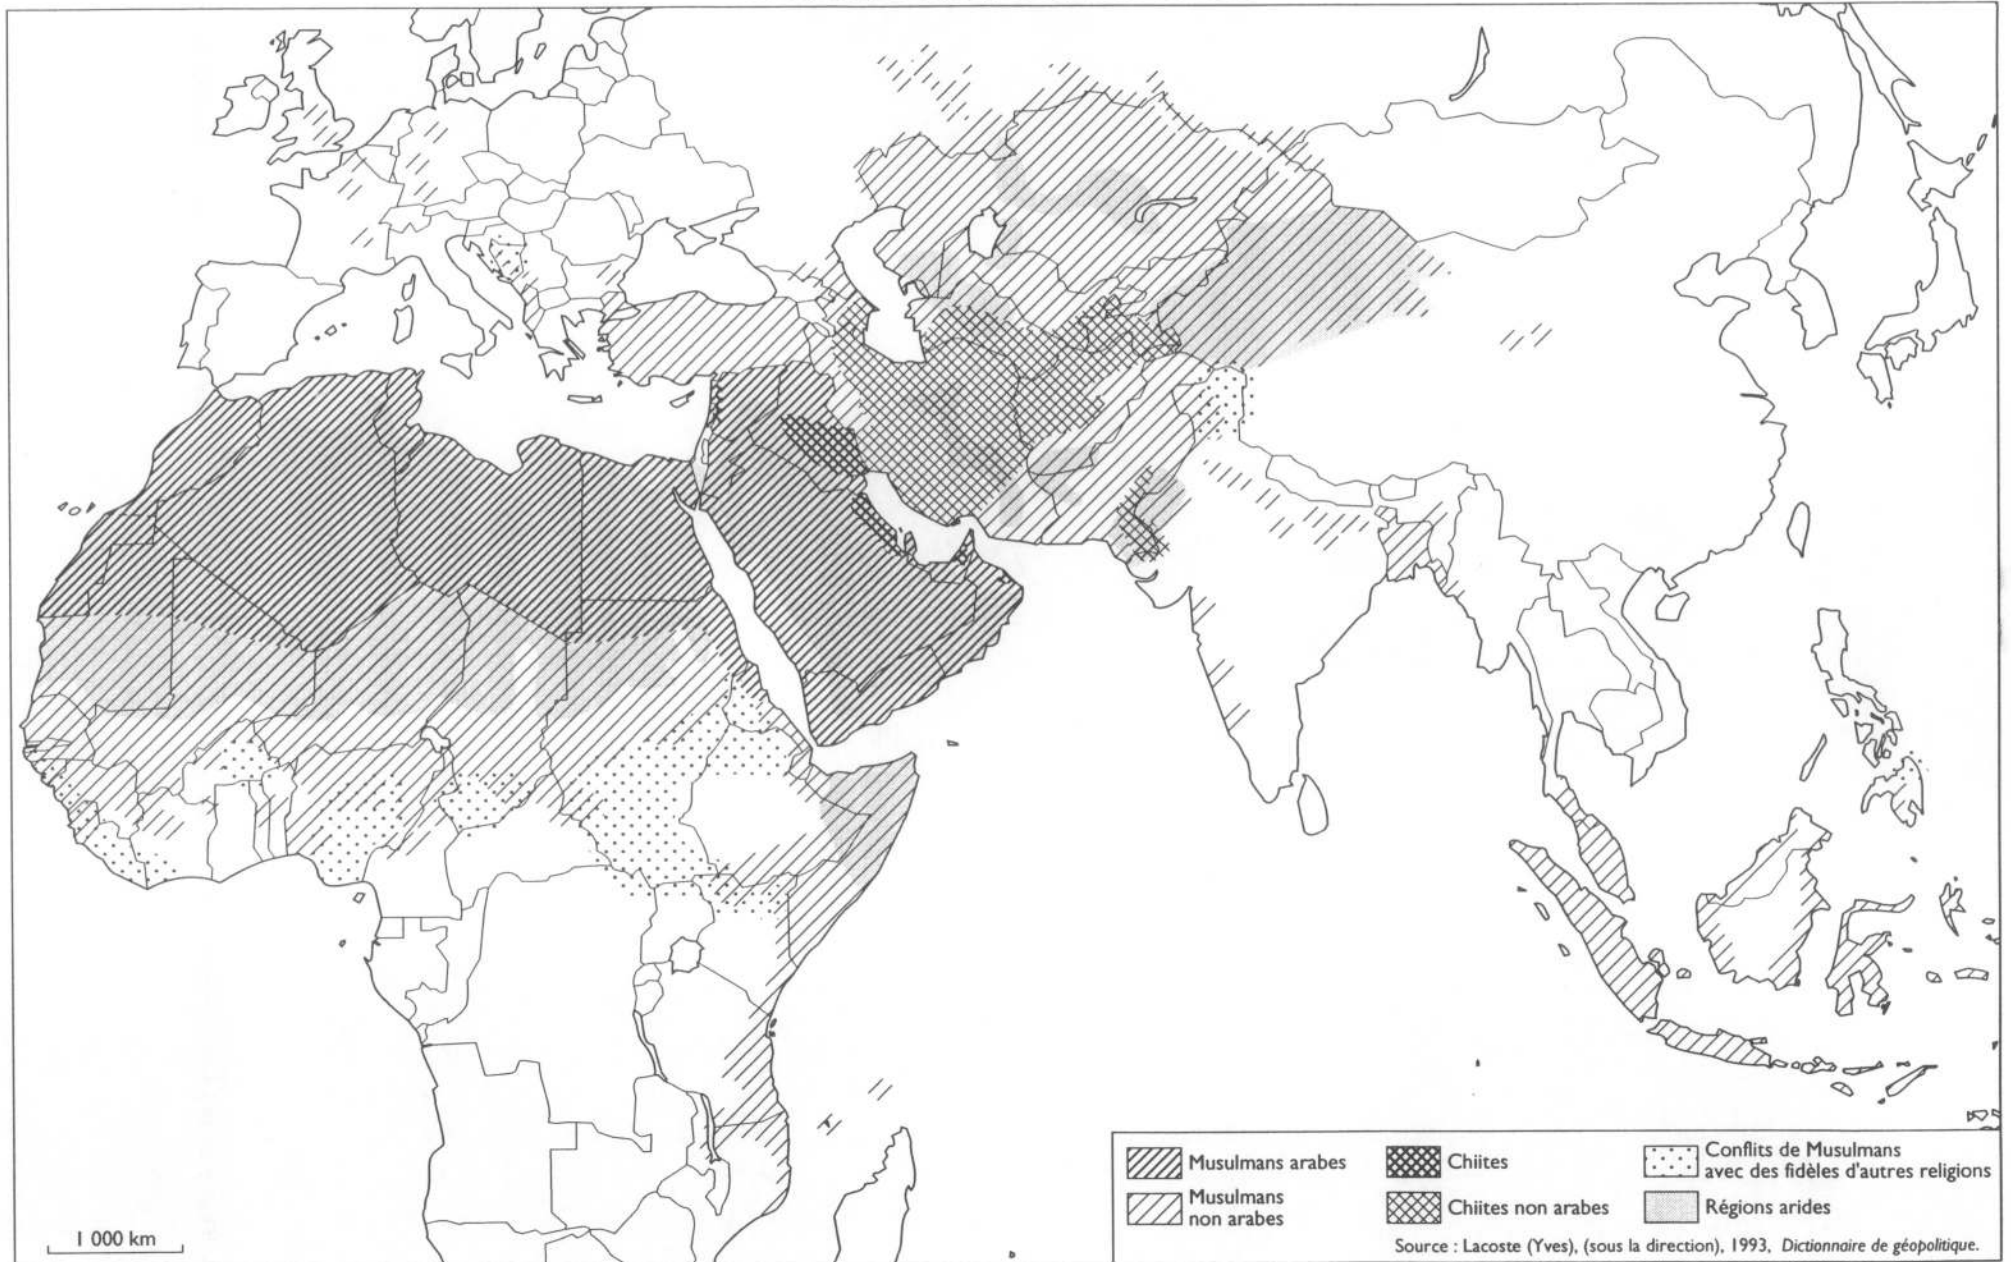 Musulmans arabes
Musulmans
non arabes
Chiites
Chiites non arabes
Conflits de Musulmans
avec des fidèles d'autres religions
Régions arides
1 000 km
Source : Lacoste (Yves), (sous la direction), 1993, Dictionnaire de géopolitique.